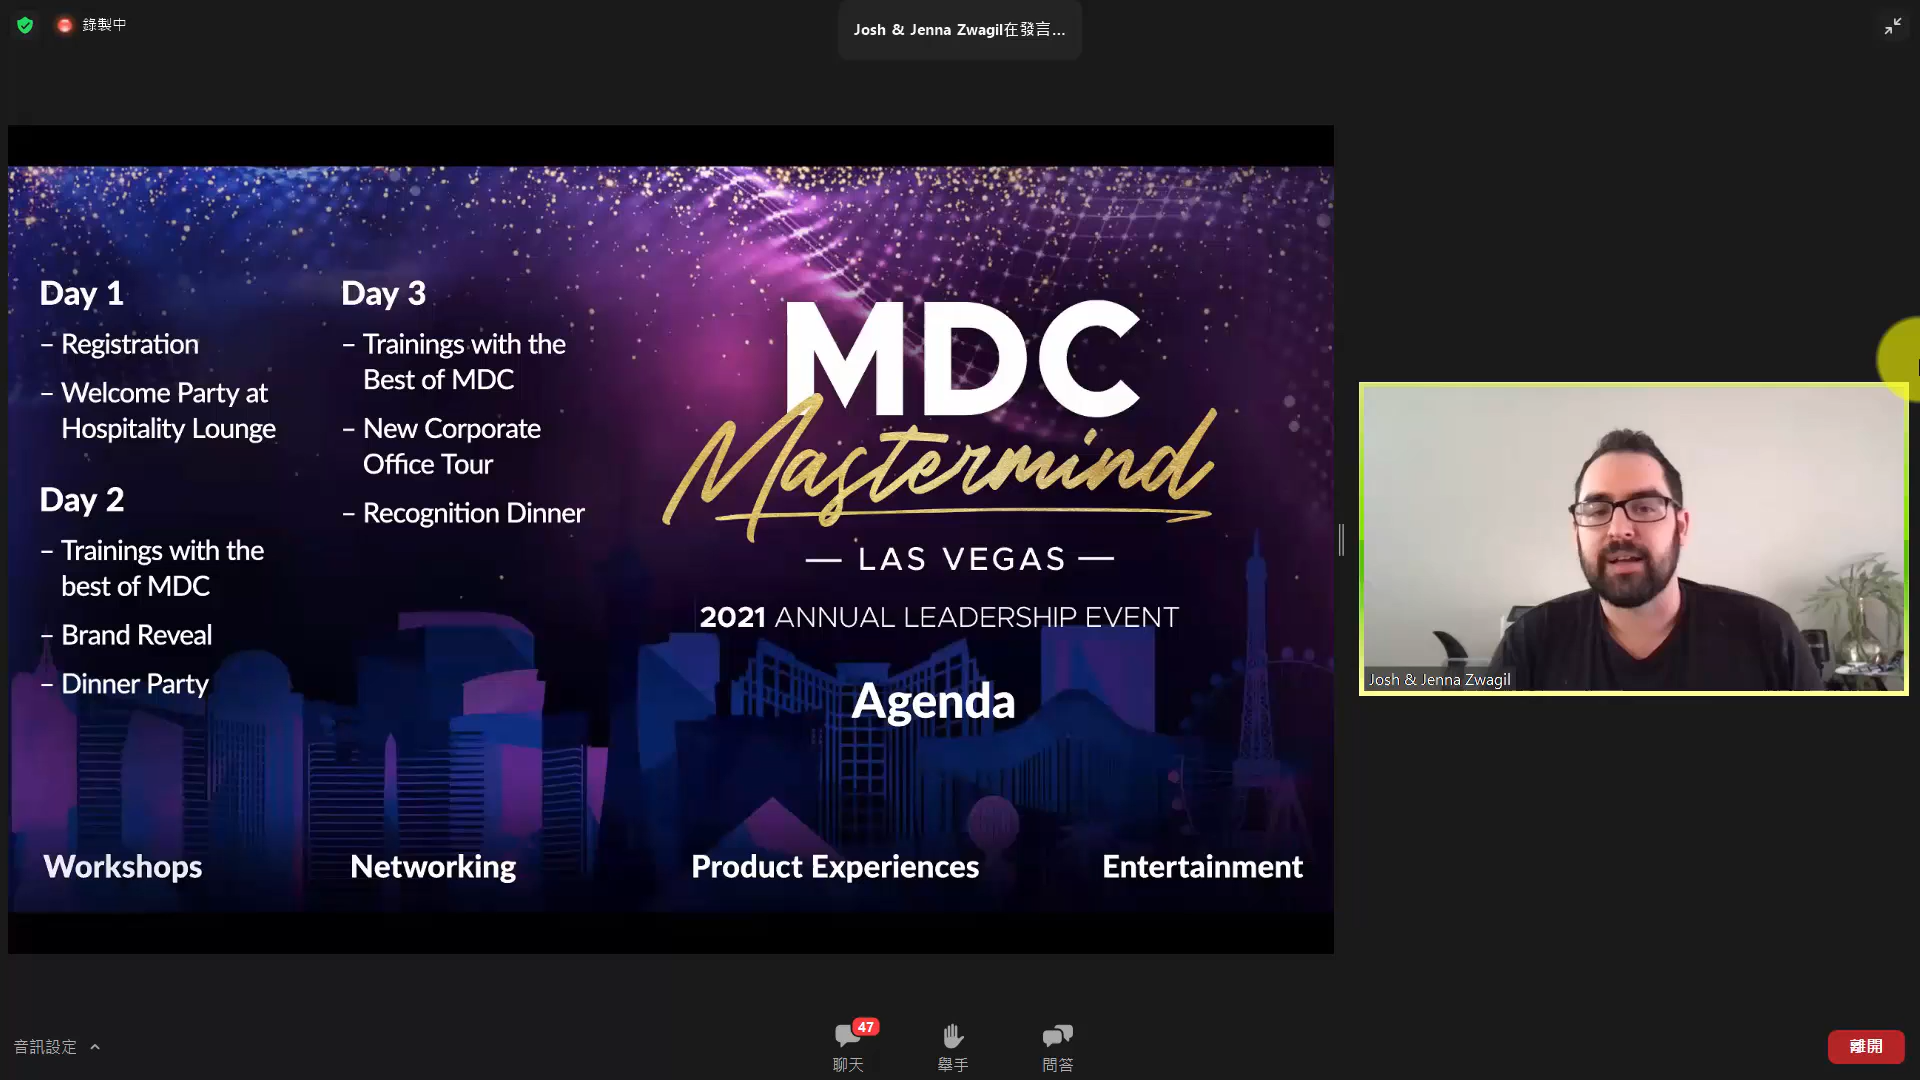 錄製中
Josh & Jenna Zwagil在發言...
Day 1
– Registration
– Welcome Party at
Hospitality Lounge
Day 2
– Trainings with the
best of MDC
– Brand Reveal
– Dinner Party
Day 3
– Trainings with the
Best of MDC
– New Corporate
Office Tour
– Recognition Dinner
MDC
Mastermind
— LAS VEGAS —
2021 ANNUAL LEADERSHIP EVENT
Agenda
Workshops
Networking
Product Experiences
Entertainment
Josh & Jenna Zwagil
音訊設定
47
聊天
舉手
問答
離開